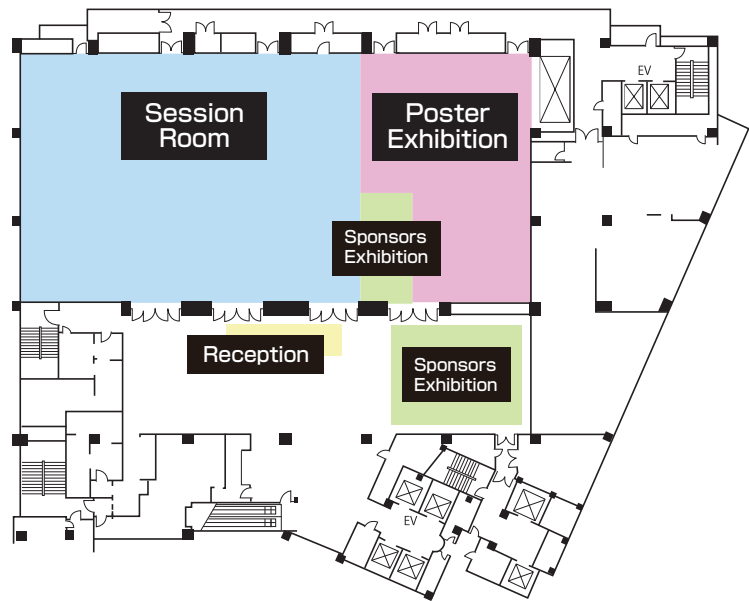 EV
Session
Room
Poster
Exhibition
Sponsors
Exhibition
Reception
Sponsors
Exhibition
EV